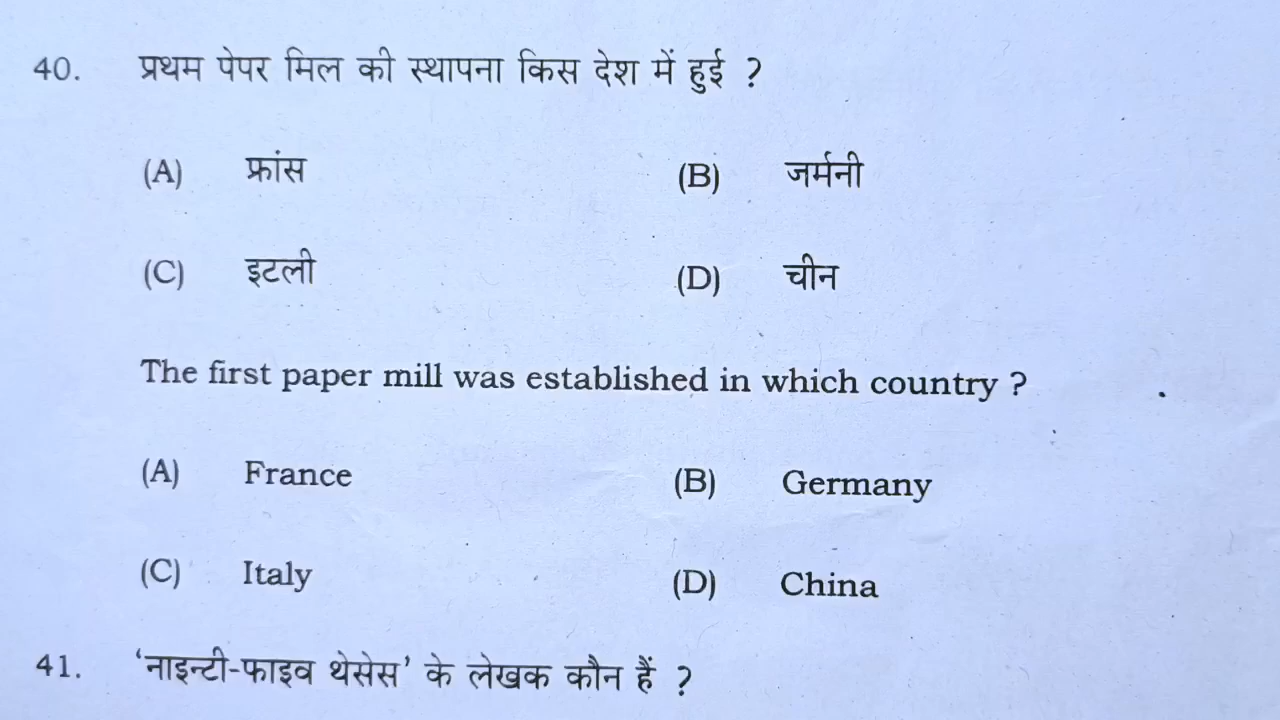 40. प्रथम पेपर मिल की स्थापना किस देश में हुई ?
(A) फ्रांस (B) जर्मनी
(C) इटली (D) चीन
The first paper mill was established in which country ?
(A) France (B) Germany
(C) Italy (D) China
41. 'नाइन्टी-फाइव थेसेस' के लेखक कौन हैं ?